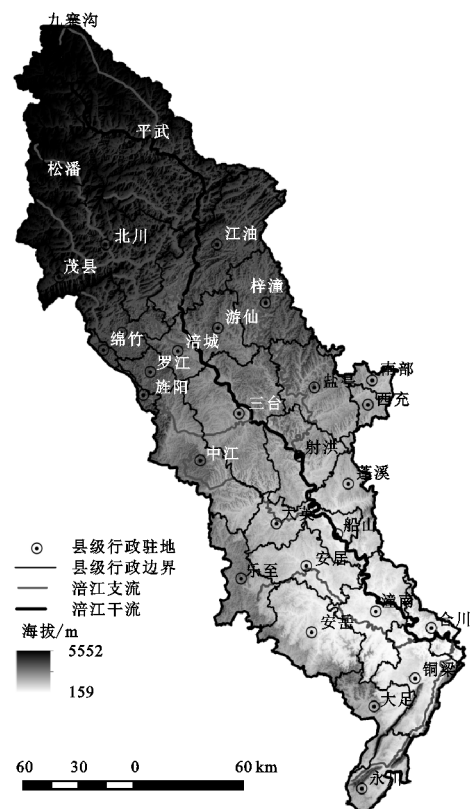 九寨沟
平武
松潘
北川
江油
茂县
梓潼
游仙
绵竹
涪城
罗江
旌阳
南部
盐亭
西充
三台
中江
射洪
蓬溪
大英
船山
安居
乐至
潼南
安岳
合川
铜梁
大足
永川
县级行政驻地
县级行政边界
涪江支流
涪江干流
海拔/m
5552
159
60 30 0 60 km